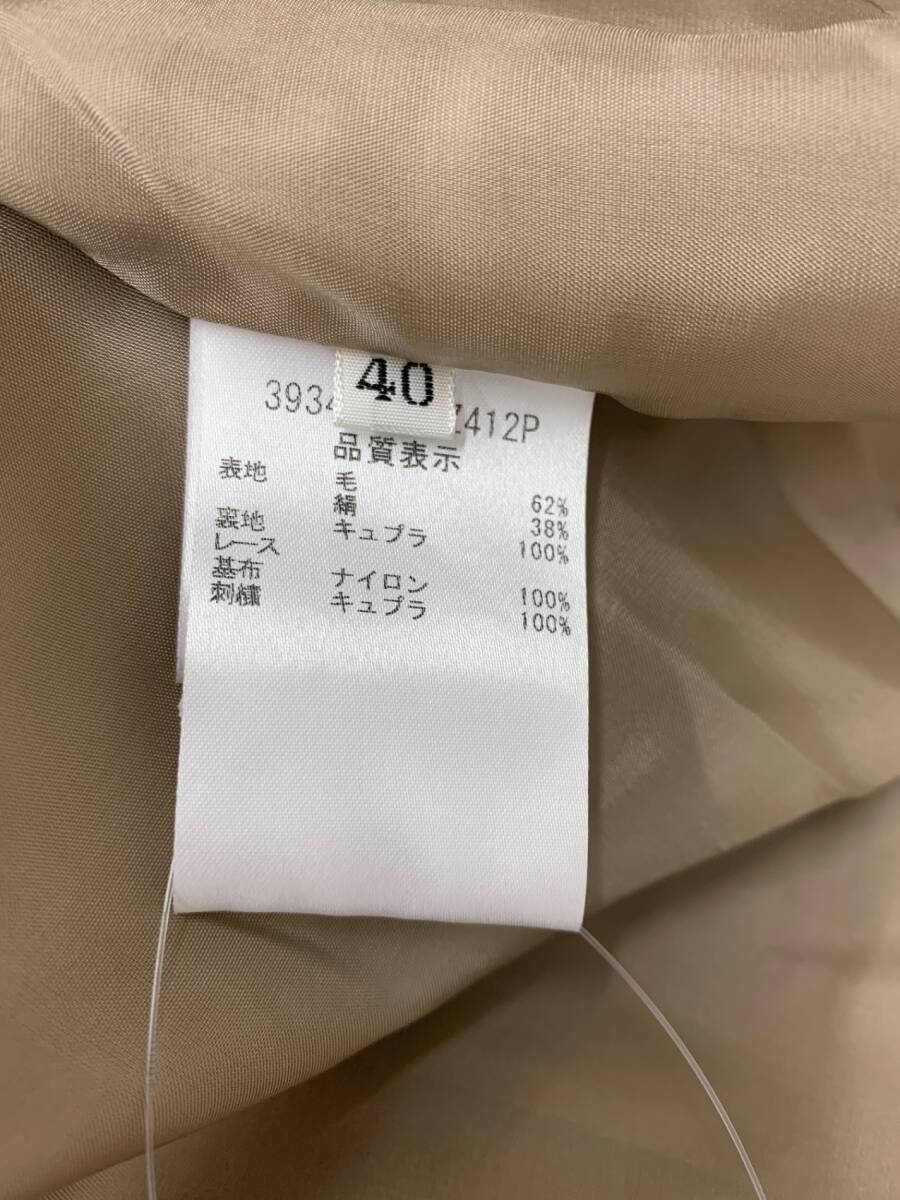 40
3934 Z412P
品質表示
表地 毛 62%
絹 38%
裏地 キュプラ 100%
レース
基布 ナイロン 100%
刺繍 キュプラ 100%